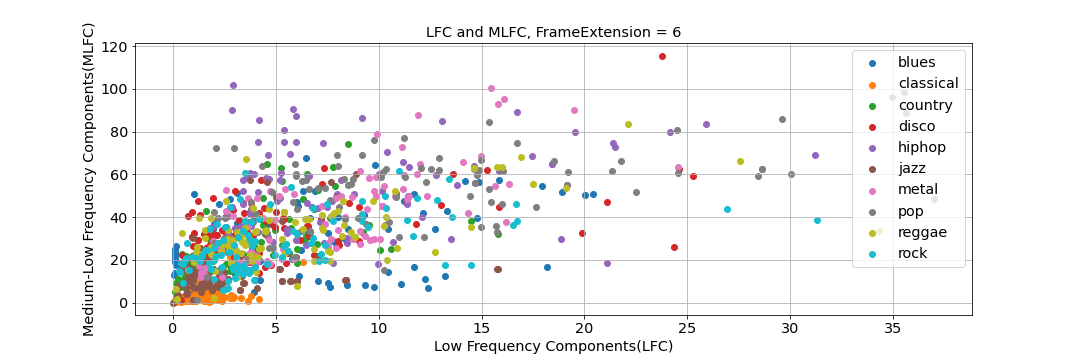 LFC and MLFC, FrameExtension = 6
Medium-Low Frequency Components(MLFC)
120
100
80
60
40
20
0
blues
classical
country
disco
hiphop
jazz
metal
pop
reggae
rock
0 5 10 15 20 25 30 35
Low Frequency Components(LFC)